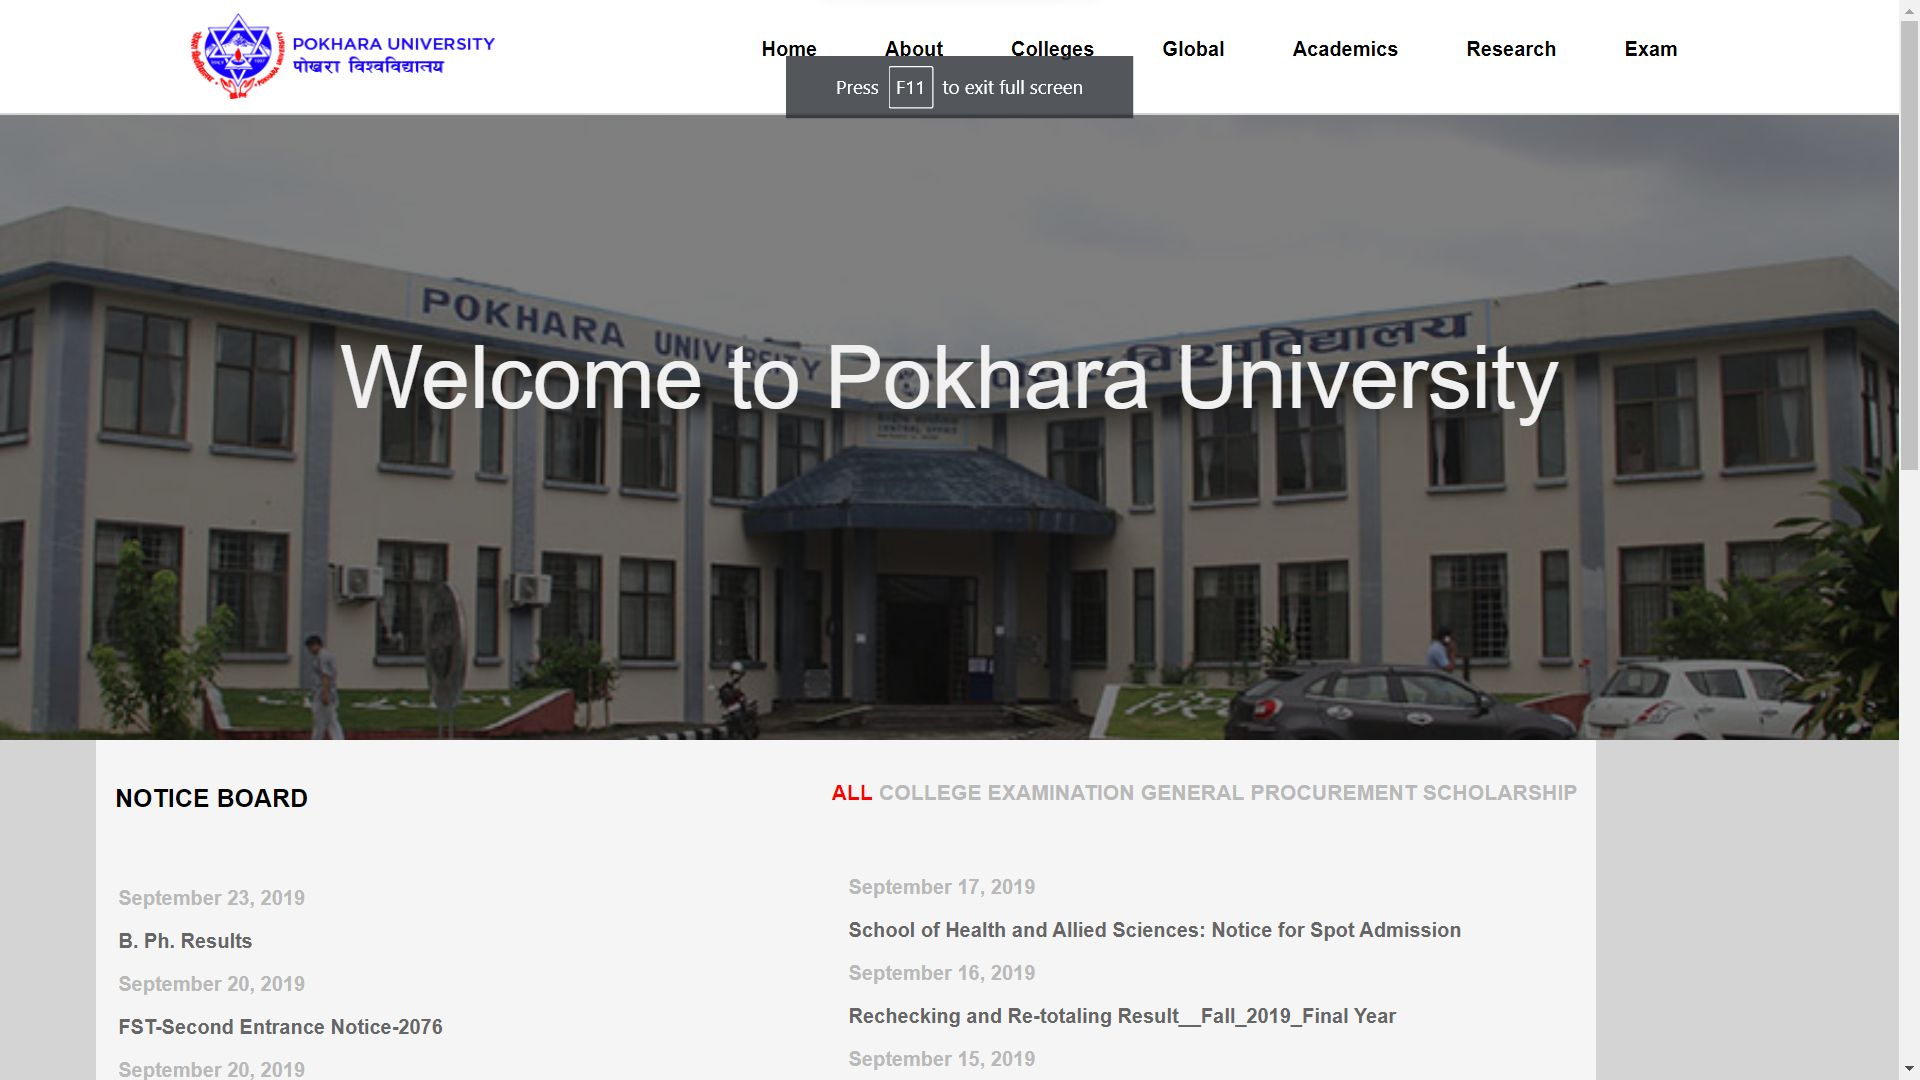 POKHARA UNIVERSITY
पोखरा विश्वविद्यालय
Home About Colleges Global Academics Research Exam
Press F11 to exit full screen
POKHARA UNIVERSITY
विश्वविद्यालय
Welcome to Pokhara University
CENTRAL OFFICE
NOTICE BOARD
ALL COLLEGE EXAMINATION GENERAL PROCUREMENT SCHOLARSHIP
September 23, 2019
B. Ph. Results
September 20, 2019
FST-Second Entrance Notice-2076
September 20, 2019
September 17, 2019
School of Health and Allied Sciences: Notice for Spot Admission
September 16, 2019
Rechecking and Re-totaling Result__Fall_2019_Final Year
September 15, 2019